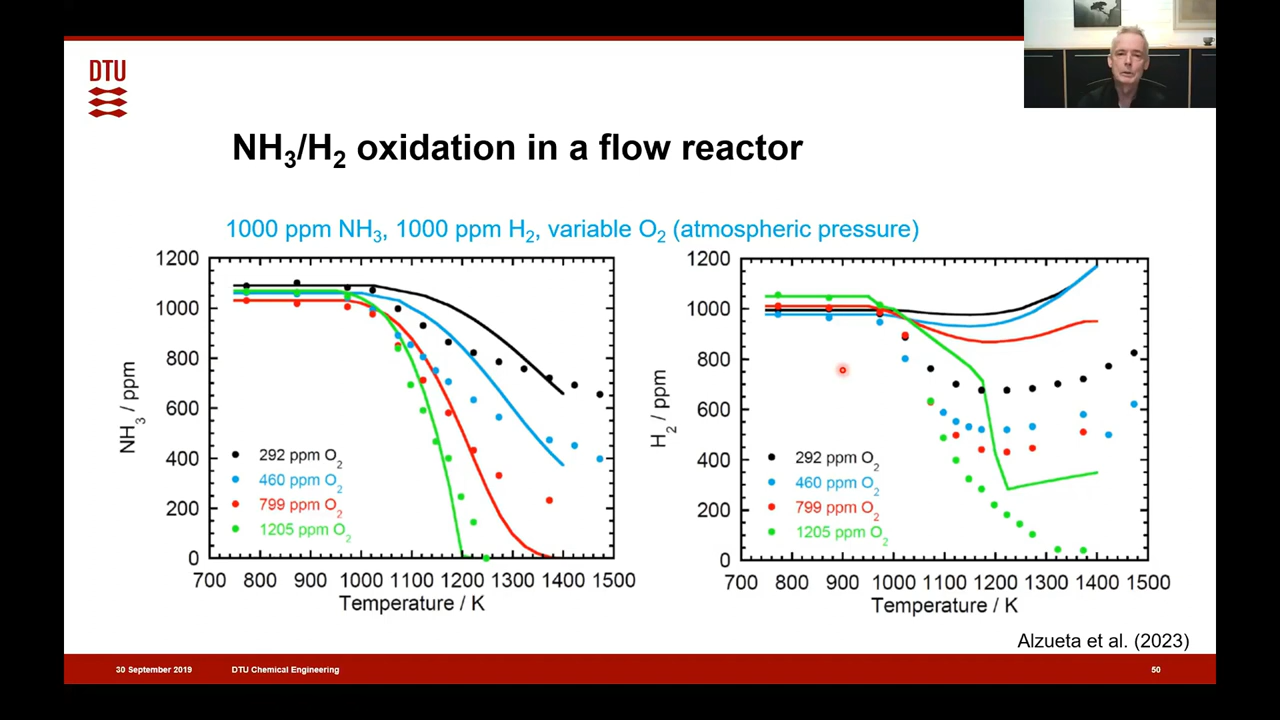 DTU
NH₃/H₂ oxidation in a flow reactor
1000 ppm NH₃, 1000 ppm H₂, variable O₂ (atmospheric pressure)
1200
1000
800
600
400
200
0
NH₃ / ppm
292 ppm O₂
460 ppm O₂
799 ppm O₂
1205 ppm O₂
700 800 900 1000 1100 1200 1300 1400 1500
Temperature / K
1200
1000
800
600
400
200
0
H₂ / ppm
292 ppm O₂
460 ppm O₂
799 ppm O₂
1205 ppm O₂
700 800 900 1000 1100 1200 1300 1400 1500
Temperature / K
Alzueta et al. (2023)
30 September 2019 DTU Chemical Engineering 50